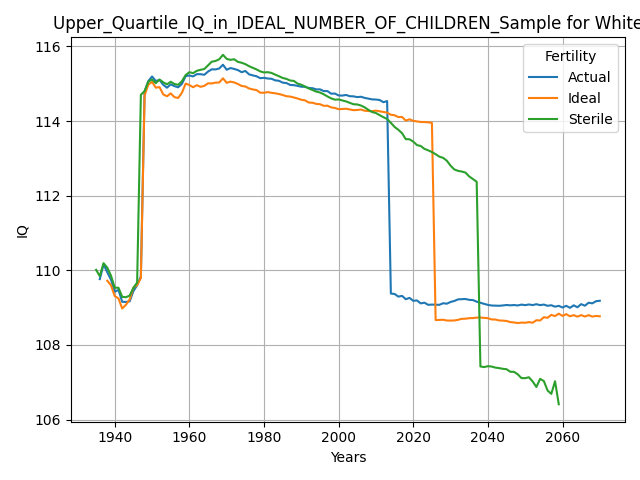 Upper_Quartile_IQ_in_IDEAL_NUMBER_OF_CHILDREN_Sample for White
116
114
112
110
108
106
IQ
Fertility
Actual
Ideal
Sterile
1940 1960 1980 2000 2020 2040 2060
Years